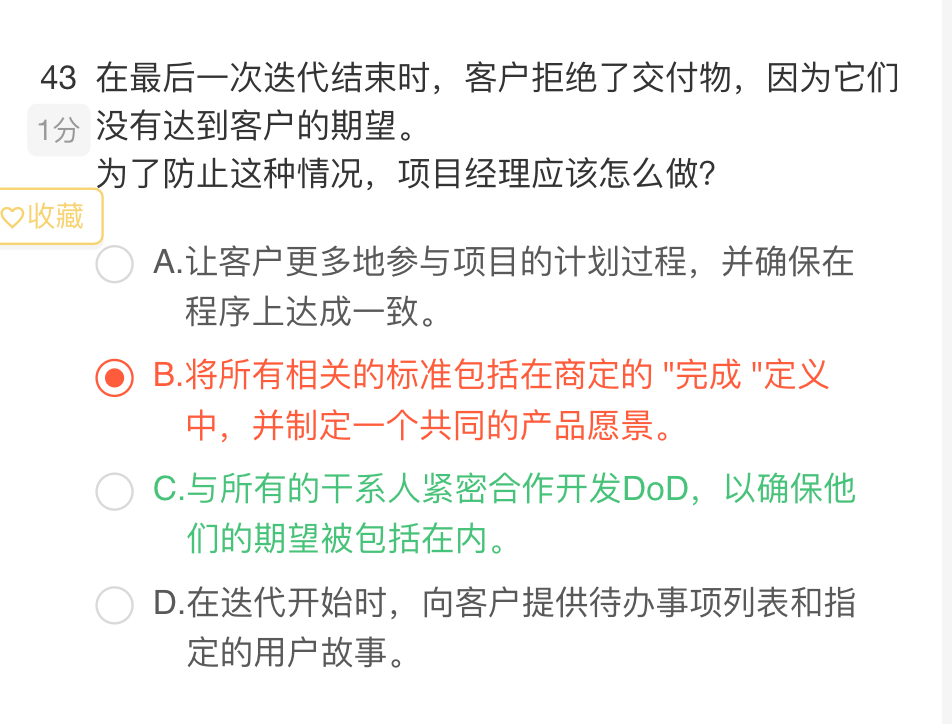 43 在最后一次迭代结束时，客户拒绝了交付物，因为它们
1分 没有达到客户的期望。
为了防止这种情况，项目经理应该怎么做?
收藏
A.让客户更多地参与项目的计划过程，并确保在
程序上达成一致。
B.将所有相关的标准包括在商定的 "完成 "定义
中，并制定一个共同的产品愿景。
C.与所有的干系人紧密合作开发DoD，以确保他
们的期望被包括在内。
D.在迭代开始时，向客户提供待办事项列表和指
定的用户故事。